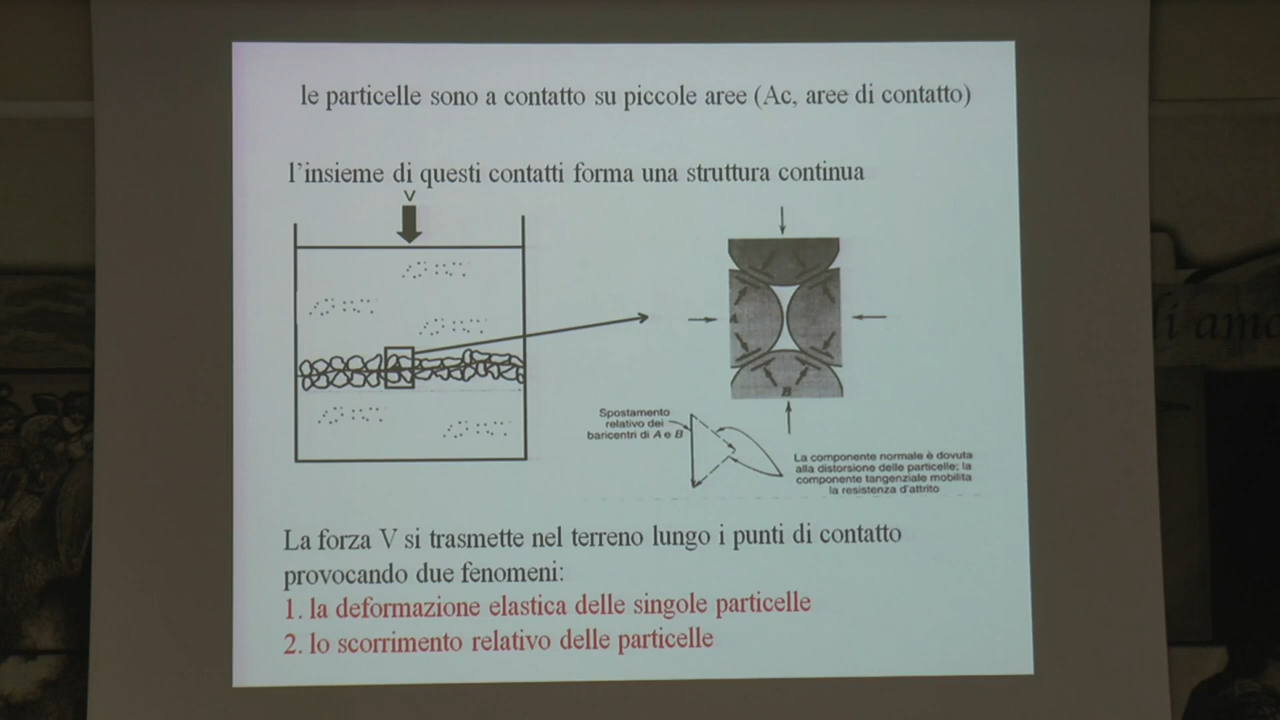 le particelle sono a contatto su piccole aree (Ac, aree di contatto)
l'insieme di questi contatti forma una struttura continua
V
A
B
Spostamento
relativo dei
baricentri di A e B
La componente normale è dovuta
alla distorsione delle particelle; la
componente tangenziale mobilita
la resistenza d'attrito
La forza V si trasmette nel terreno lungo i punti di contatto
provocando due fenomeni:
1. la deformazione elastica delle singole particelle
2. lo scorrimento relativo delle particelle